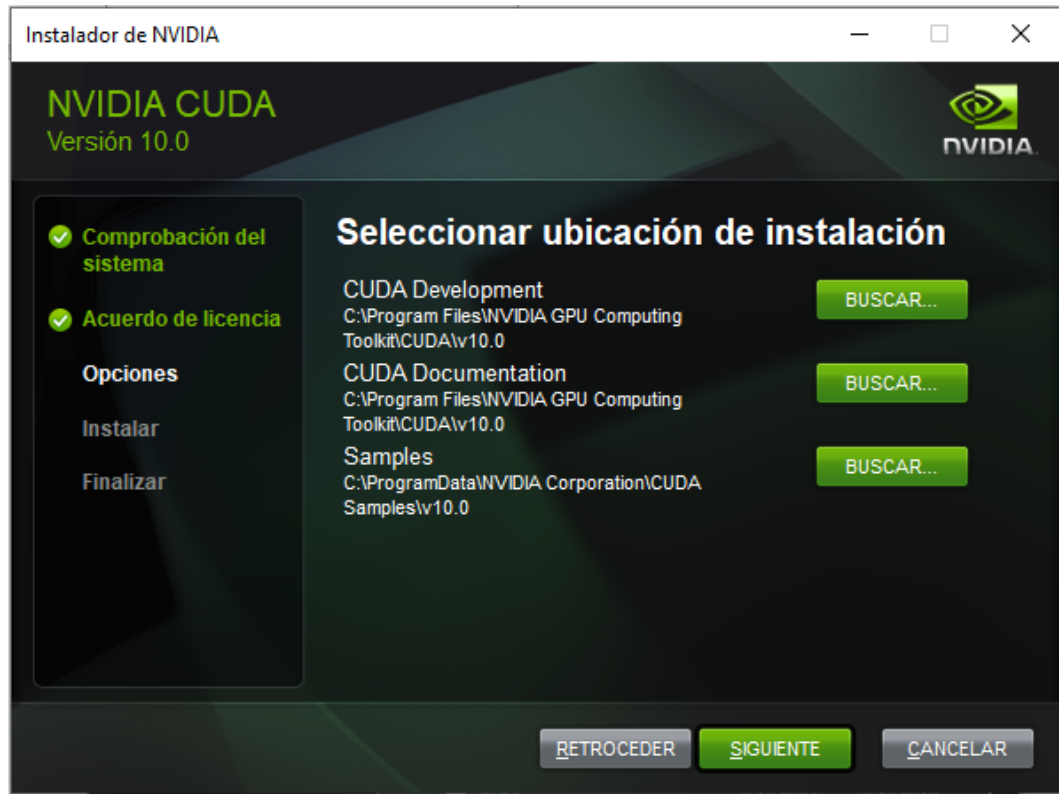 Instalador de NVIDIA
NVIDIA CUDA
Versión 10.0
NVIDIA.
Comprobación del
sistema
Acuerdo de licencia
Opciones
Instalar
Finalizar
Seleccionar ubicación de instalación
CUDA Development
C:\Program Files\NVIDIA GPU Computing
Toolkit\CUDA\v10.0
BUSCAR...
CUDA Documentation
C:\Program Files\NVIDIA GPU Computing
Toolkit\CUDA\v10.0
BUSCAR...
Samples
C:\ProgramData\NVIDIA Corporation\CUDA
Samples\v10.0
BUSCAR...
RETROCEDER
SIGUIENTE
CANCELAR